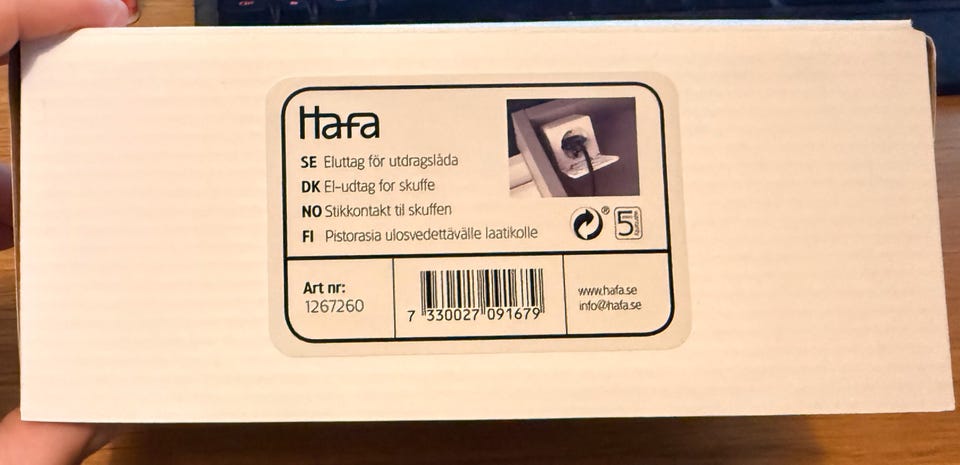 Hafa
SE Eluttag för utdragslåda
DK El-udtag for skuffe
NO Stikkontakt til skuffen
FI Pistorasia ulosvedettävälle laatikolle
®
5
Art nr:
1267260
7 330027 091679
www.hafa.se
info@hafa.se